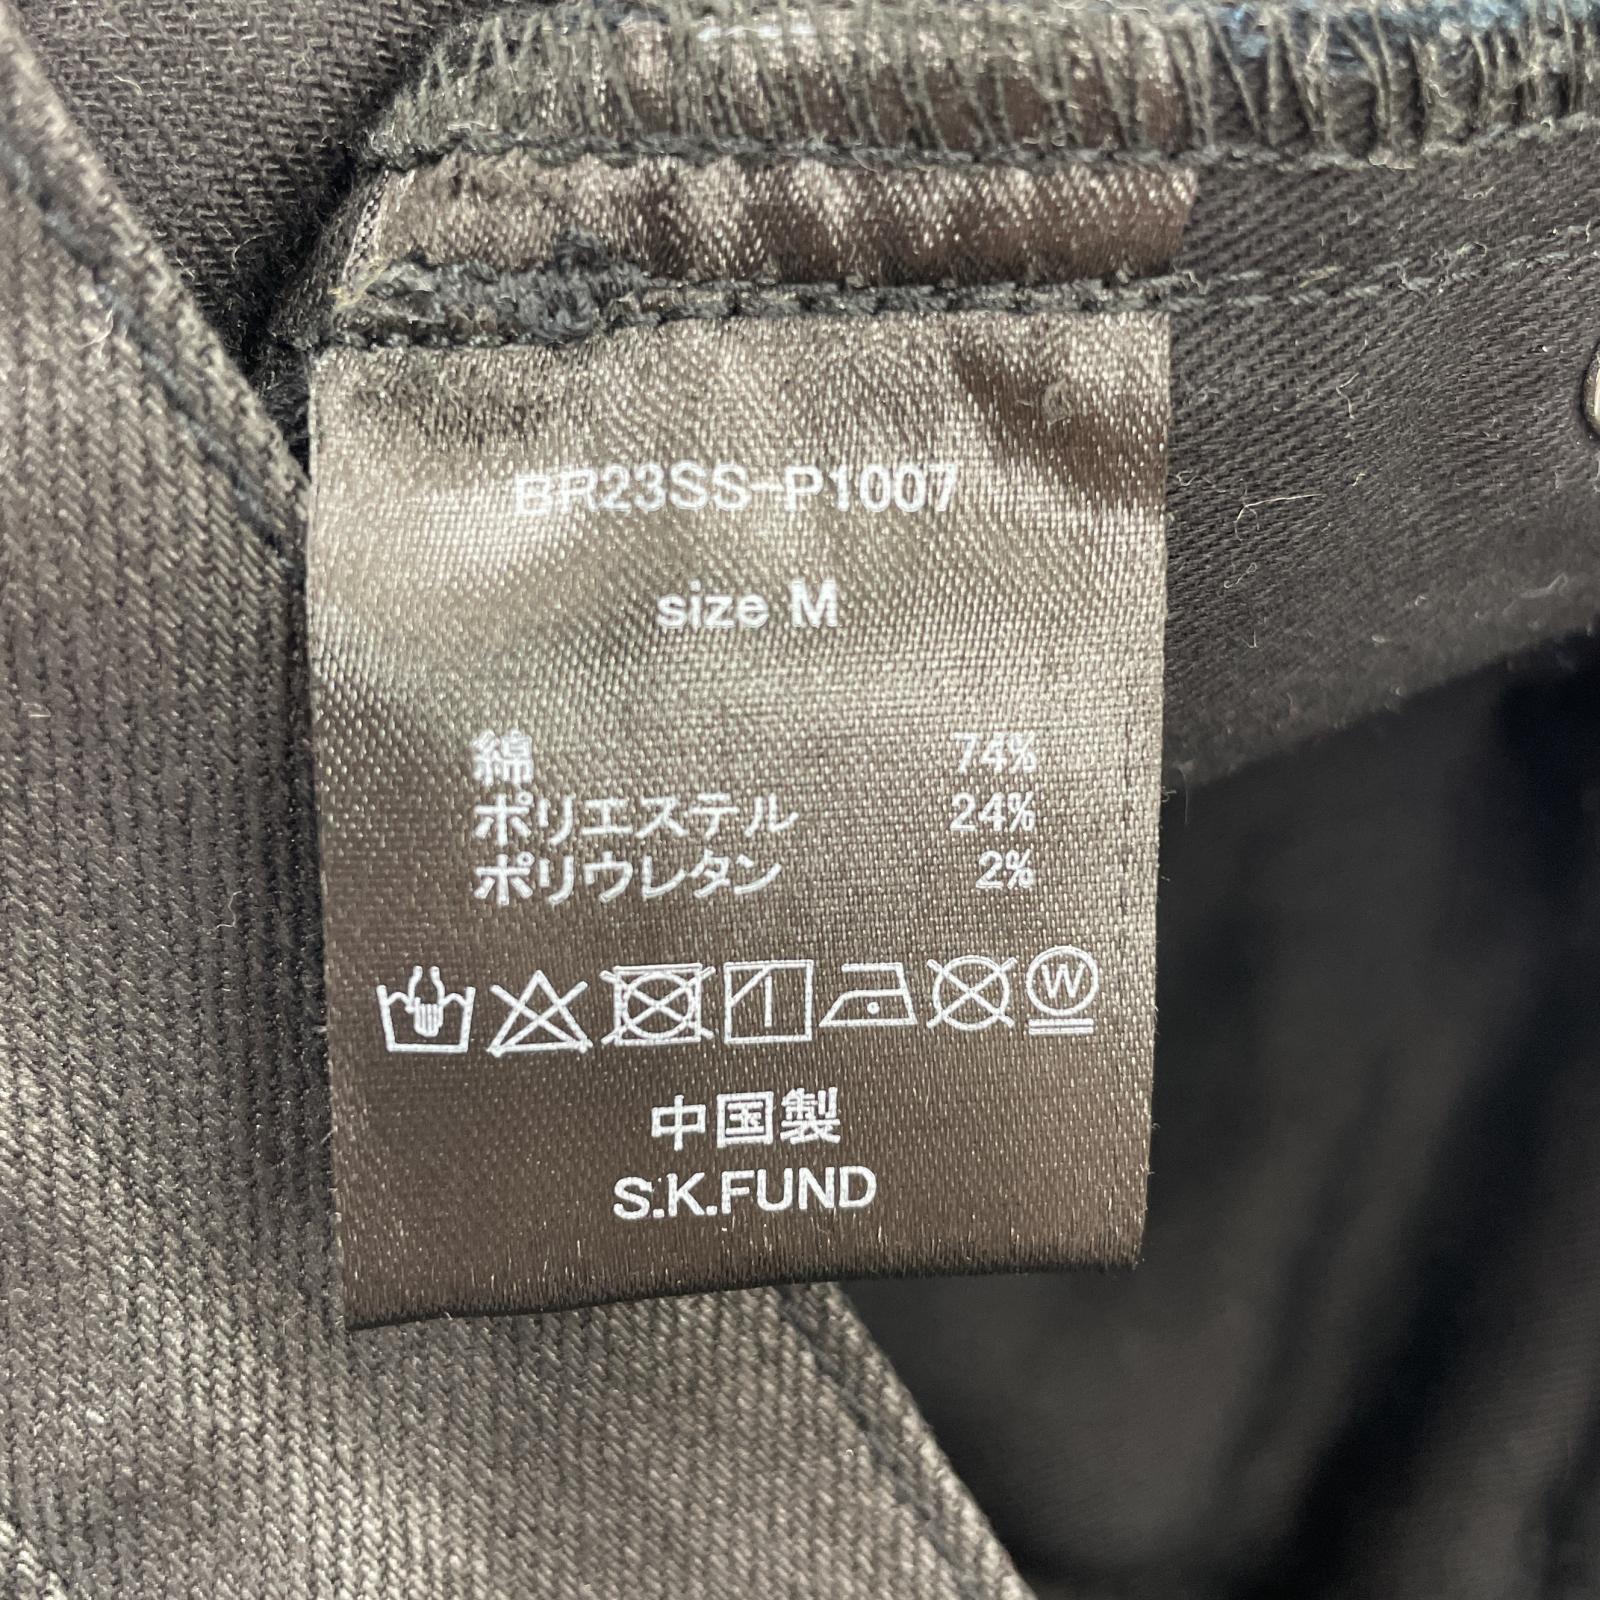 BR23SS-P1007
size M
綿 74%
ポリエステル 24%
ポリウレタン 2%
W
中国製
S.K.FUND